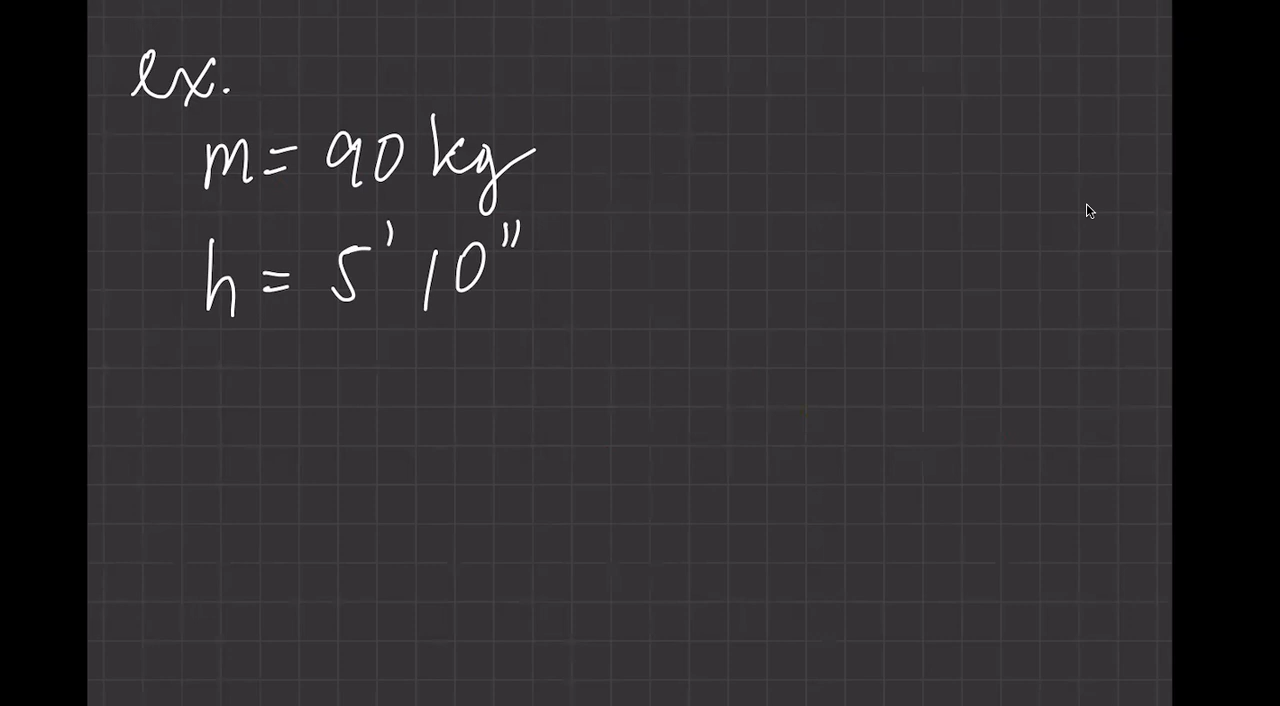 ex.
m = 90 kg
h = 5' 10"